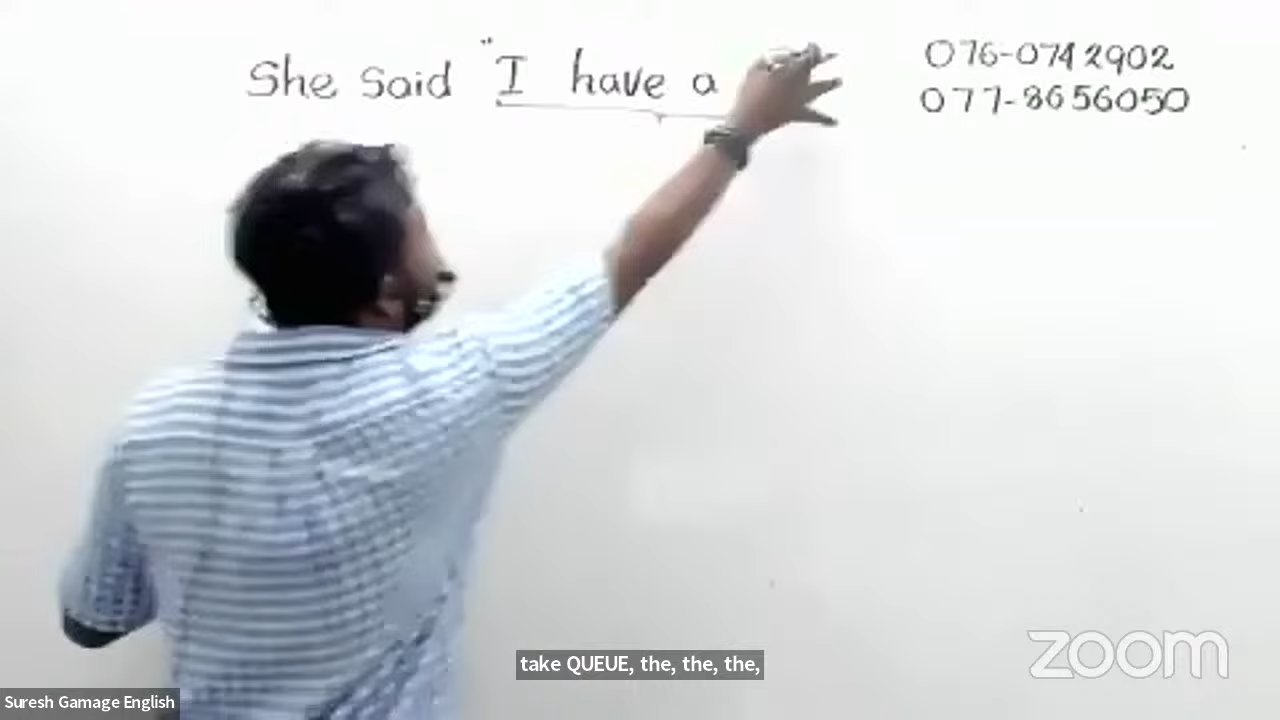 She said "I have a
076-0742902
077-8656050
take QUEUE, the, the, the,
zoom
Suresh Gamage English